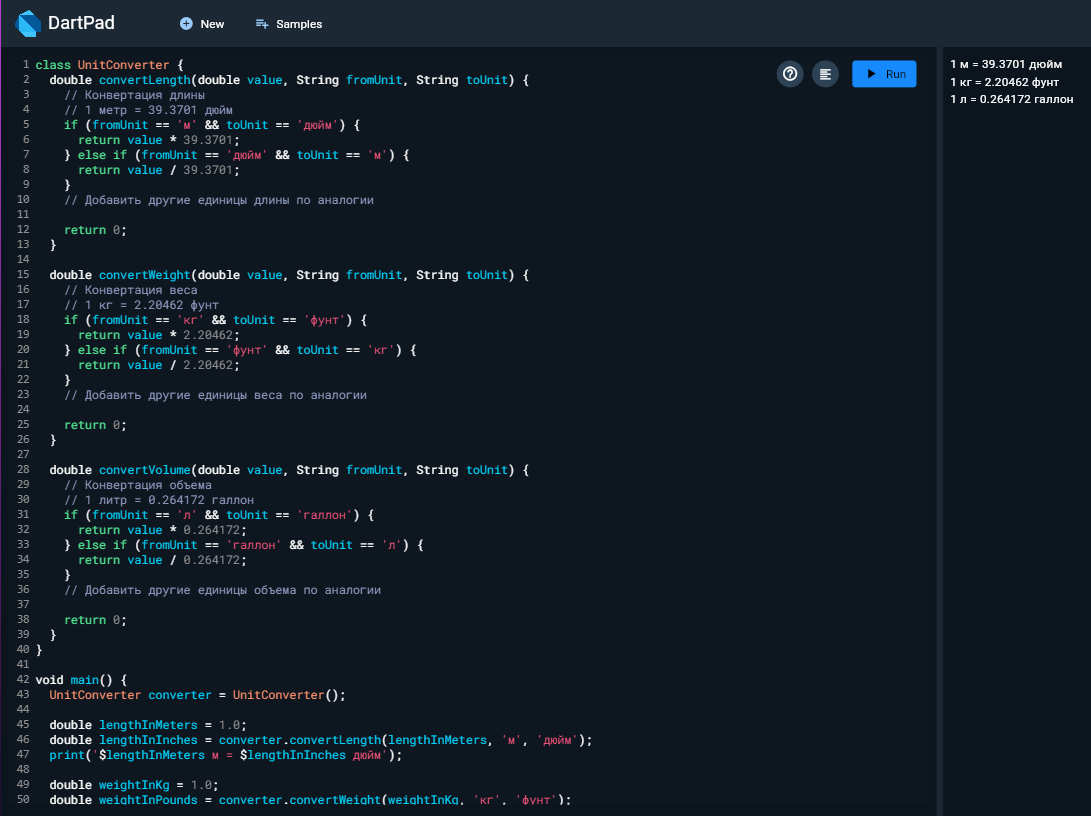 DartPad
New
Samples
Run
1 class UnitConverter {
2 double convertLength(double value, String fromUnit, String toUnit) {
3 // Конвертация длины
4 // 1 метр = 39.3701 дюйм
5 if (fromUnit == 'м' && toUnit == 'дюйм') {
6 return value * 39.3701;
7 } else if (fromUnit == 'дюйм' && toUnit == 'м') {
8 return value / 39.3701;
9 }
10 // Добавить другие единицы длины по аналогии
11
12 return 0;
13 }
14
15 double convertWeight(double value, String fromUnit, String toUnit) {
16 // Конвертация веса
17 // 1 кг = 2.20462 фунт
18 if (fromUnit == 'кг' && toUnit == 'фунт') {
19 return value * 2.20462;
20 } else if (fromUnit == 'фунт' && toUnit == 'кг') {
21 return value / 2.20462;
22 }
23 // Добавить другие единицы веса по аналогии
24
25 return 0;
26 }
27
28 double convertVolume(double value, String fromUnit, String toUnit) {
29 // Конвертация объема
30 // 1 литр = 0.264172 галлон
31 if (fromUnit == 'л' && toUnit == 'галлон') {
32 return value * 0.264172;
33 } else if (fromUnit == 'галлон' && toUnit == 'л') {
34 return value / 0.264172;
35 }
36 // Добавить другие единицы объема по аналогии
37
38 return 0;
39 }
40 }
41
42 void main() {
43 UnitConverter converter = UnitConverter();
44
45 double lengthInMeters = 1.0;
46 double lengthInInches = converter.convertLength(lengthInMeters, 'м', 'дюйм');
47 print('$lengthInMeters м = $lengthInInches дюйм');
48
49 double weightInKg = 1.0;
50 double weightInPounds = converter.convertWeight(weightInKg, 'кг', 'фунт');
1 м = 39.3701 дюйм
1 кг = 2.20462 фунт
1 л = 0.264172 галлон